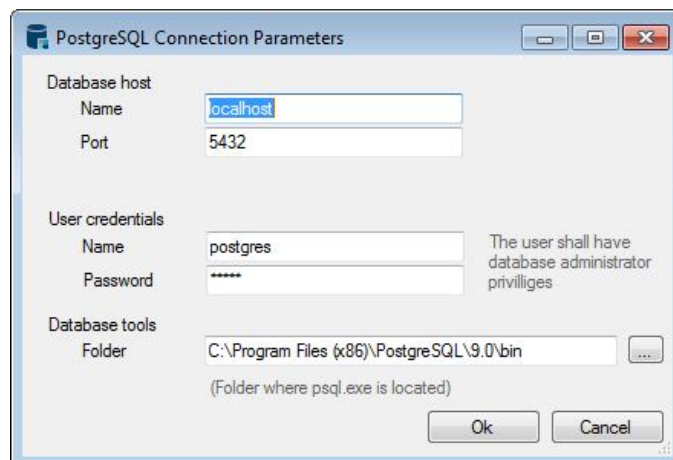 PostgreSQL Connection Parameters
Database host
Name localhost
Port 5432
User credentials
Name postgres
Password *****
The user shall have
database administrator
privilliges
Database tools
Folder C:\Program Files (x86)\PostgreSQL\9.0\bin ...
(Folder where psql.exe is located)
Ok Cancel